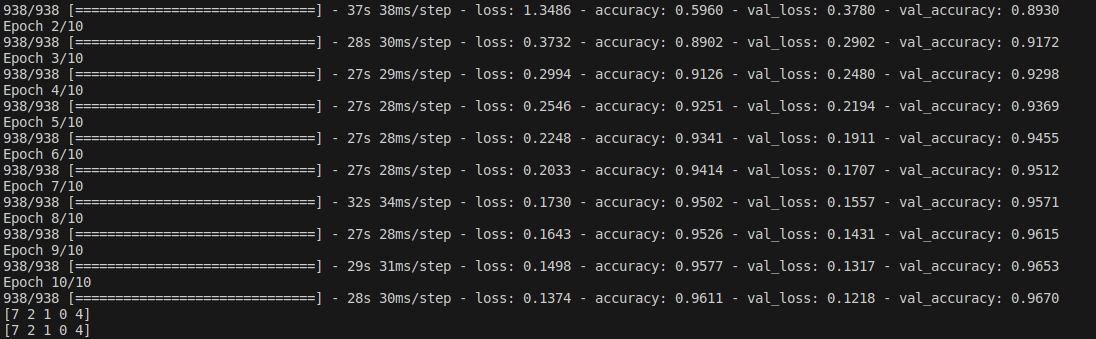 938/938 [==============================] - 37s 38ms/step - loss: 1.3486 - accuracy: 0.5960 - val_loss: 0.3780 - val_accuracy: 0.8930
Epoch 2/10
938/938 [==============================] - 28s 30ms/step - loss: 0.3732 - accuracy: 0.8902 - val_loss: 0.2902 - val_accuracy: 0.9172
Epoch 3/10
938/938 [==============================] - 27s 29ms/step - loss: 0.2994 - accuracy: 0.9126 - val_loss: 0.2480 - val_accuracy: 0.9298
Epoch 4/10
938/938 [==============================] - 27s 28ms/step - loss: 0.2546 - accuracy: 0.9251 - val_loss: 0.2194 - val_accuracy: 0.9369
Epoch 5/10
938/938 [==============================] - 27s 28ms/step - loss: 0.2248 - accuracy: 0.9341 - val_loss: 0.1911 - val_accuracy: 0.9455
Epoch 6/10
938/938 [==============================] - 27s 28ms/step - loss: 0.2033 - accuracy: 0.9414 - val_loss: 0.1707 - val_accuracy: 0.9512
Epoch 7/10
938/938 [==============================] - 32s 34ms/step - loss: 0.1730 - accuracy: 0.9502 - val_loss: 0.1557 - val_accuracy: 0.9571
Epoch 8/10
938/938 [==============================] - 27s 28ms/step - loss: 0.1643 - accuracy: 0.9526 - val_loss: 0.1431 - val_accuracy: 0.9615
Epoch 9/10
938/938 [==============================] - 29s 31ms/step - loss: 0.1498 - accuracy: 0.9577 - val_loss: 0.1317 - val_accuracy: 0.9653
Epoch 10/10
938/938 [==============================] - 28s 30ms/step - loss: 0.1374 - accuracy: 0.9611 - val_loss: 0.1218 - val_accuracy: 0.9670
[7 2 1 0 4]
[7 2 1 0 4]